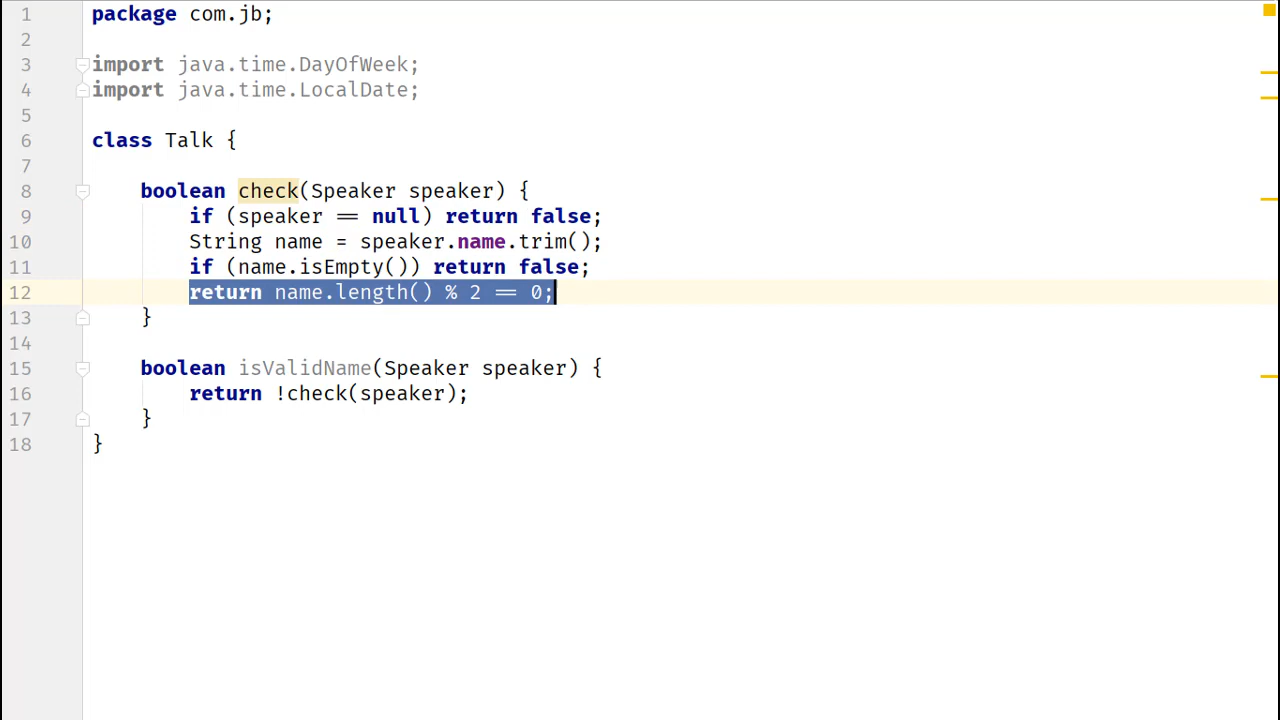 1 package com.jb;
2
3 import java.time.DayOfWeek;
4 import java.time.LocalDate;
5
6 class Talk {
7
8     boolean check(Speaker speaker) {
9         if (speaker == null) return false;
10         String name = speaker.name.trim();
11         if (name.isEmpty()) return false;
12         return name.length() % 2 == 0;
13     }
14
15     boolean isValidName(Speaker speaker) {
16         return !check(speaker);
17     }
18 }